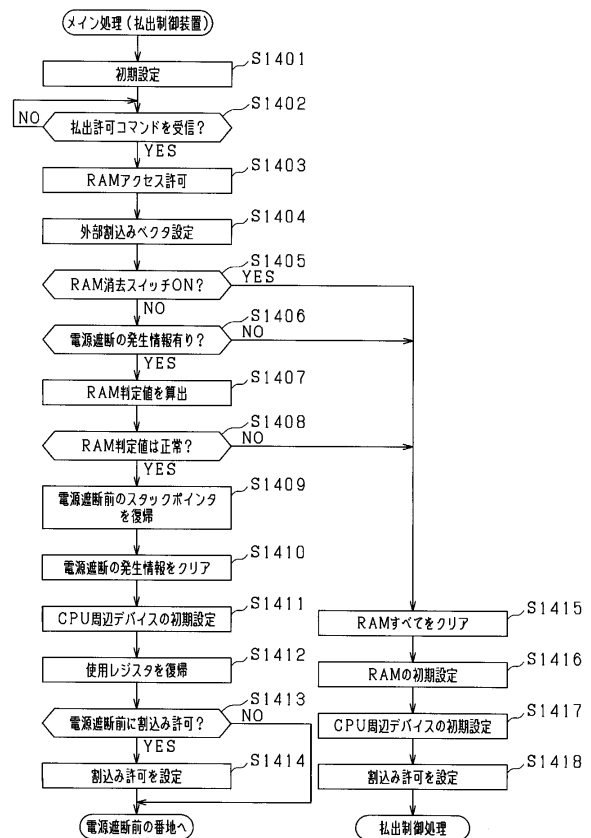 メイン処理(払出制御装置)
S1401
初期設定
S1402
NO
払出許可コマンドを受信?
YES
S1403
RAMアクセス許可
S1404
外部割込みベクタ設定
S1405
RAM消去スイッチON?
YES
NO
S1406
電源遮断の発生情報有り?
NO
YES
S1407
RAM判定値を算出
S1408
RAM判定値は正常?
NO
YES
S1409
電源遮断前のスタックポインタ
を復帰
S1410
電源遮断の発生情報をクリア
S1411
CPU周辺デバイスの初期設定
S1412
使用レジスタを復帰
S1413
電源遮断前に割込み許可?
NO
YES
S1414
割込み許可を設定
電源遮断前の番地へ
S1415
RAMすべてをクリア
S1416
RAMの初期設定
S1417
CPU周辺デバイスの初期設定
S1418
割込み許可を設定
払出制御処理